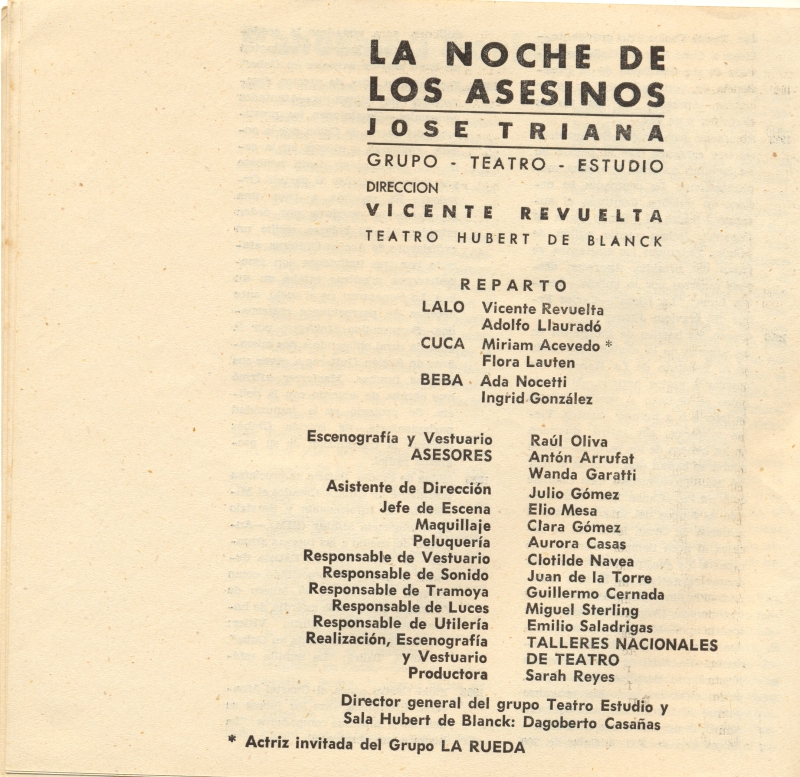 LA NOCHE DE
LOS ASESINOS
JOSE TRIANA
GRUPO - TEATRO - ESTUDIO
DIRECCION
VICENTE REVUELTA
TEATRO HUBERT DE BLANCK
REPARTO
LALO Vicente Revuelta
Adolfo Llauradó
CUCA Miriam Acevedo *
Flora Lauten
BEBA Ada Nocetti
Ingrid González
Escenografía y Vestuario Raúl Oliva
ASESORES Antón Arrufat
Wanda Garatti
Asistente de Dirección Julio Gómez
Jefe de Escena Elio Mesa
Maquillaje Clara Gómez
Peluquería Aurora Casas
Responsable de Vestuario Clotilde Navea
Responsable de Sonido Juan de la Torre
Responsable de Tramoya Guillermo Cernada
Responsable de Luces Miguel Sterling
Responsable de Utilería Emilio Saladrigas
Realización, Escenografía TALLERES NACIONALES
y Vestuario DE TEATRO
Productora Sarah Reyes
Director general del grupo Teatro Estudio y
Sala Hubert de Blanck: Dagoberto Casañas
* Actriz invitada del Grupo LA RUEDA